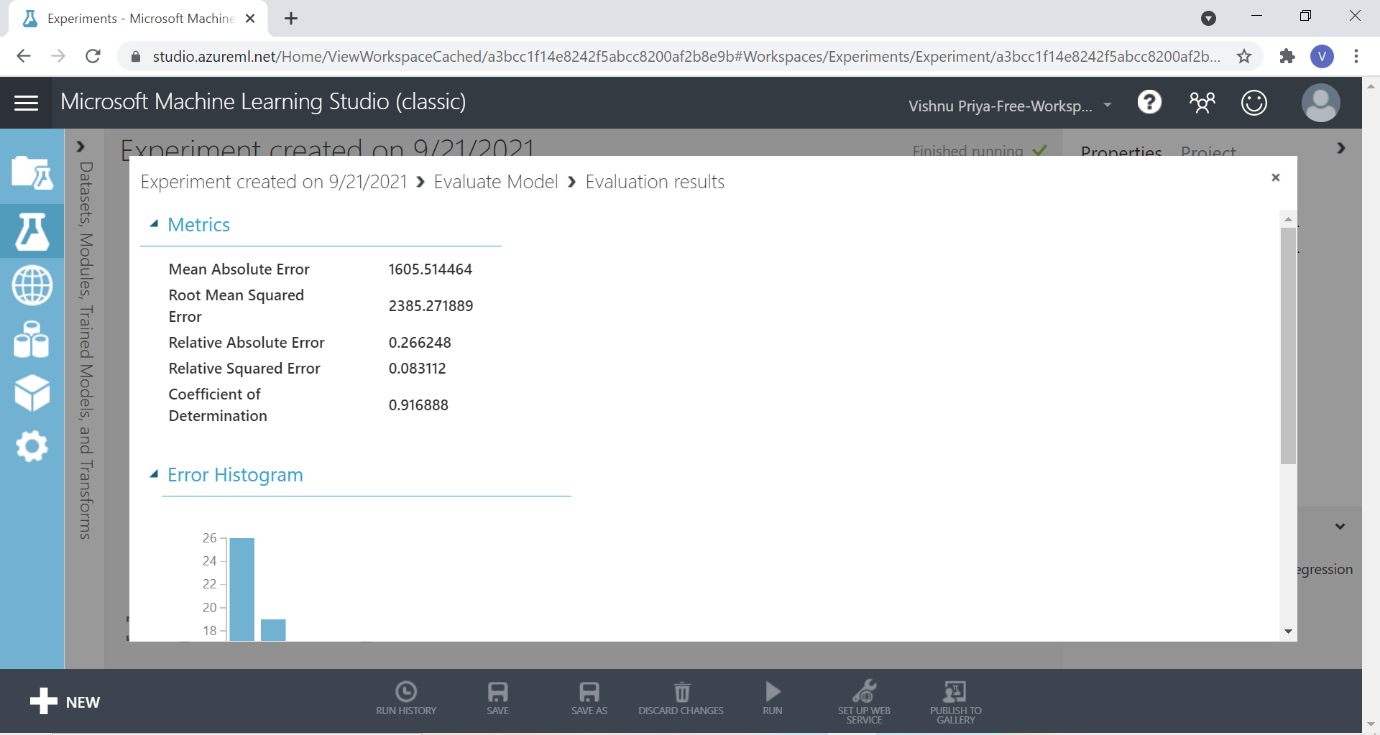 Experiments - Microsoft Machine
studio.azureml.net/Home/ViewWorkspaceCached/a3bcc1f14e8242f5abcc8200af2b8e9b#Workspaces/Experiments/Experiment/a3bcc1f14e8242f5abcc8200af2b...
V
Microsoft Machine Learning Studio (classic)
Vishnu Priya-Free-Worksp...
Experiment created on 9/21/2021
Finished running
Properties Project
Datasets, Modules, Trained Models, and Transforms
Experiment created on 9/21/2021 › Evaluate Model › Evaluation results
Metrics
Mean Absolute Error 1605.514464
Root Mean Squared
Error 2385.271889
Relative Absolute Error 0.266248
Relative Squared Error 0.083112
Coefficient of
Determination 0.916888
Error Histogram
26
24
22
20
18
egression
NEW
RUN HISTORY
SAVE
SAVE AS
DISCARD CHANGES
RUN
SET UP WEB
SERVICE
PUBLISH TO
GALLERY